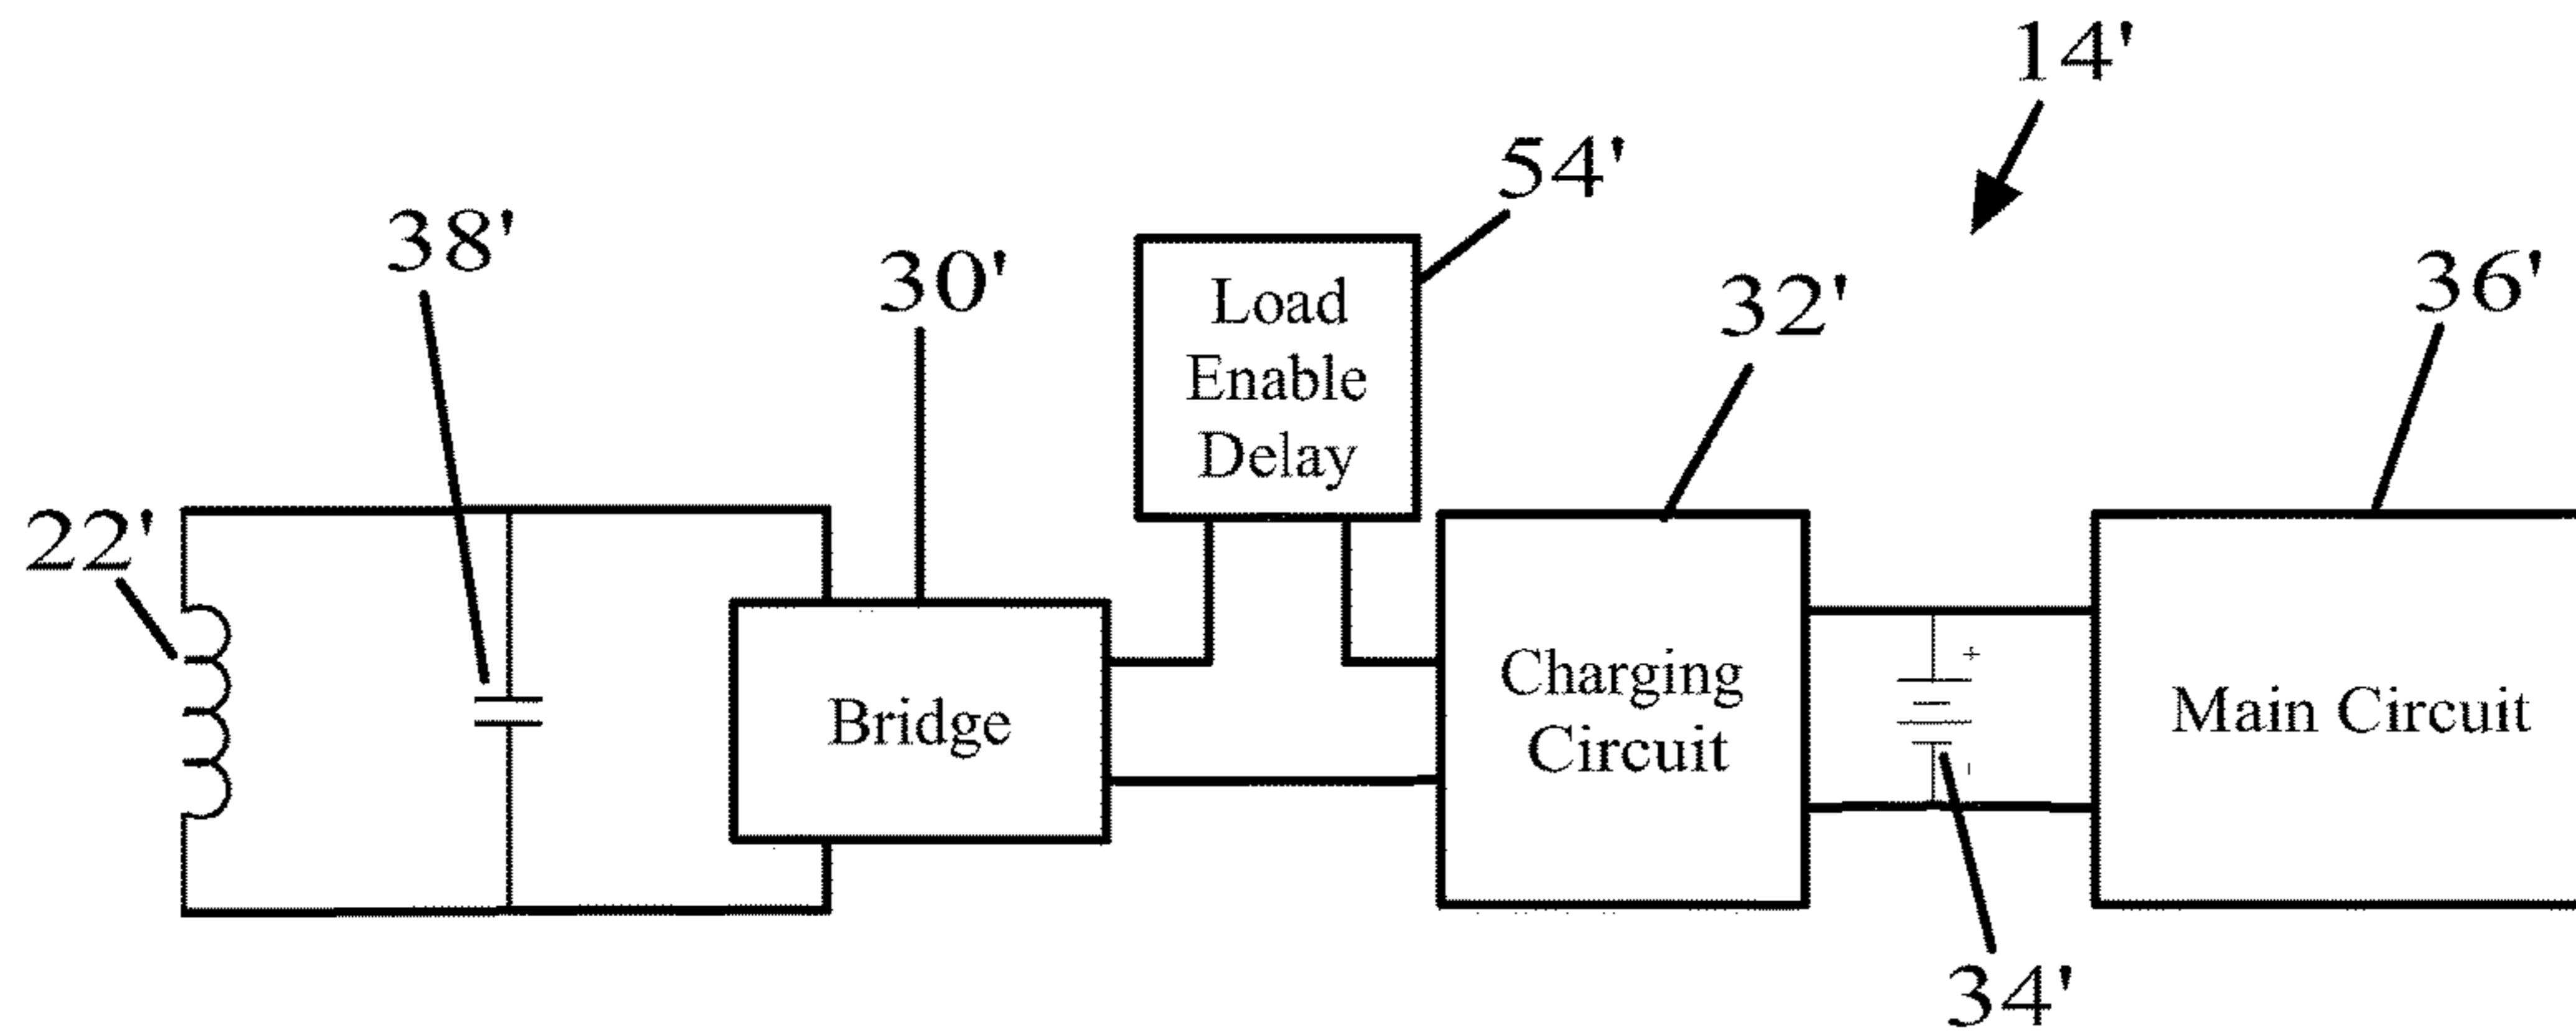 14'
54'
38'
30'
32'
36'
22'
Load
Enable
Delay
Bridge
Charging
Circuit
+
-
Main Circuit
34'